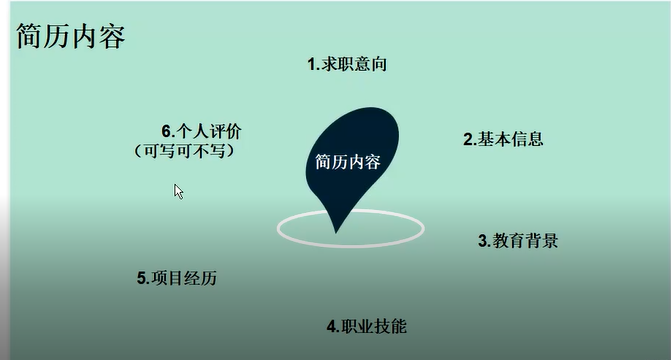 简历内容
1.求职意向
6.个人评价
（可写可不写）
2.基本信息
简历内容
3.教育背景
5.项目经历
4.职业技能